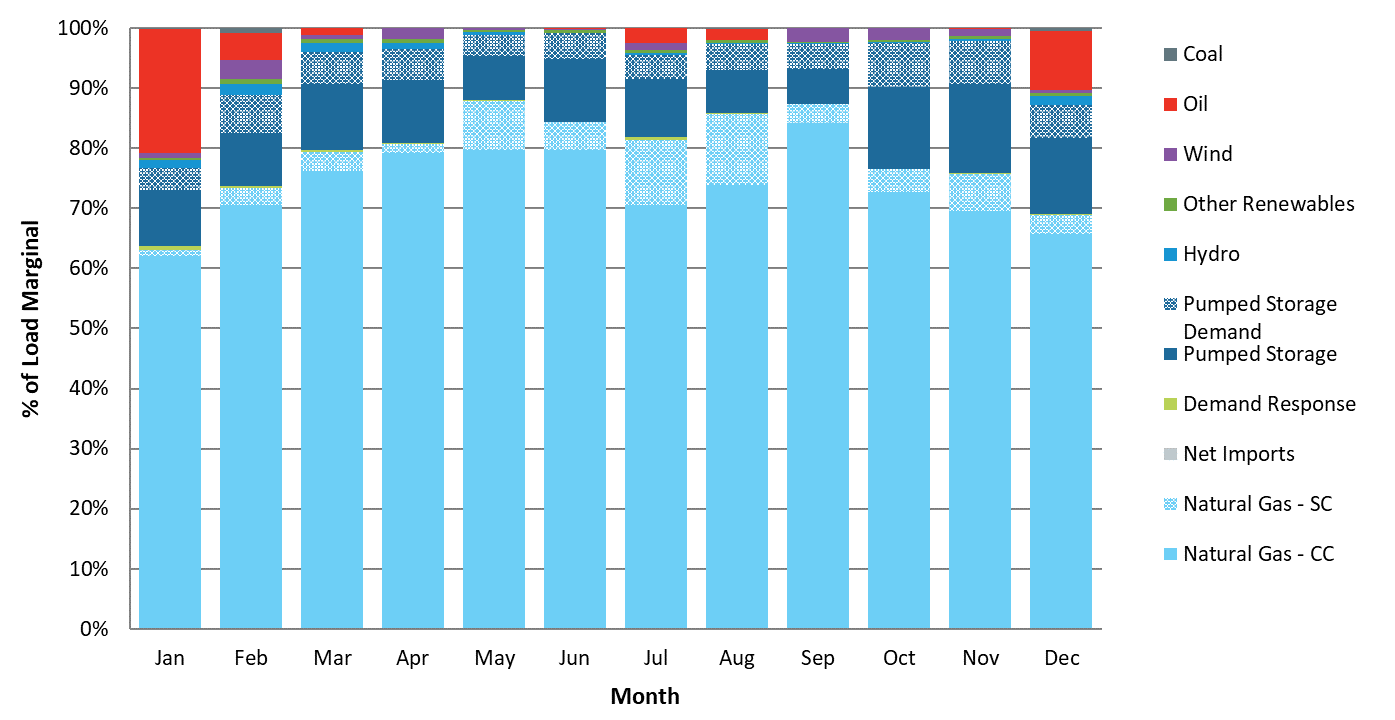 % of Load Marginal
100%
90%
80%
70%
60%
50%
40%
30%
20%
10%
0%
Jan Feb Mar Apr May Jun Jul Aug Sep Oct Nov Dec
Month
Coal
Oil
Wind
Other Renewables
Hydro
Pumped Storage
Demand
Pumped Storage
Demand Response
Net Imports
Natural Gas - SC
Natural Gas - CC